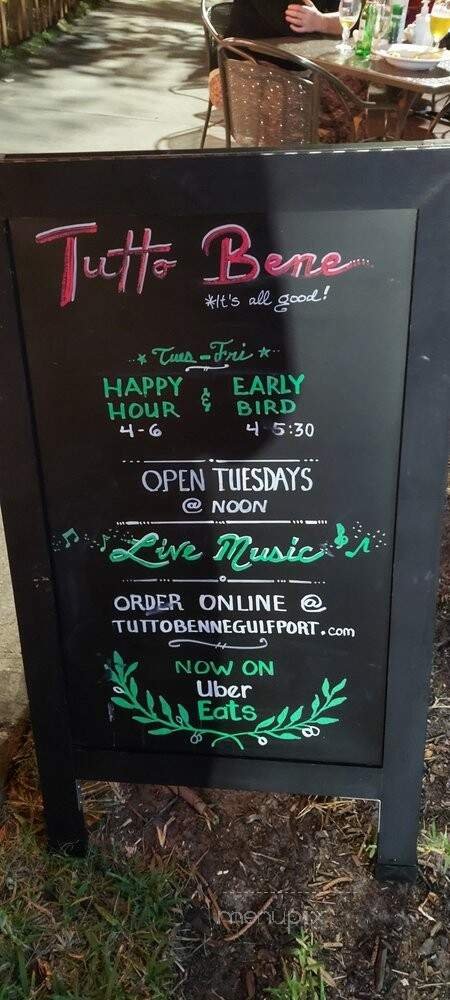 Tutto Bene
*It's all good!
Tues - Fri
HAPPY & EARLY
HOUR BIRD
4-6 4-5:30
OPEN TUESDAYS
@ NOON
Live Music
ORDER ONLINE @
TUTTOBENNEGULFPORT.com
NOW ON
Uber
Eats
menupix